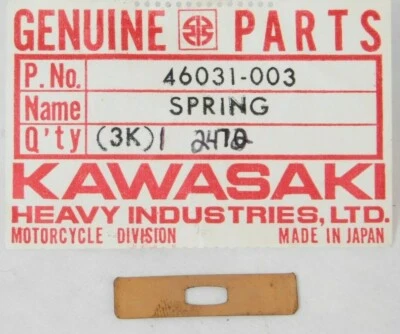 GENUINE PARTS
P.No. 46031-003
Name SPRING
Q'ty (3K)1 2472
KAWASAKI
HEAVY INDUSTRIES, LTD.
MOTORCYCLE DIVISION MADE IN JAPAN